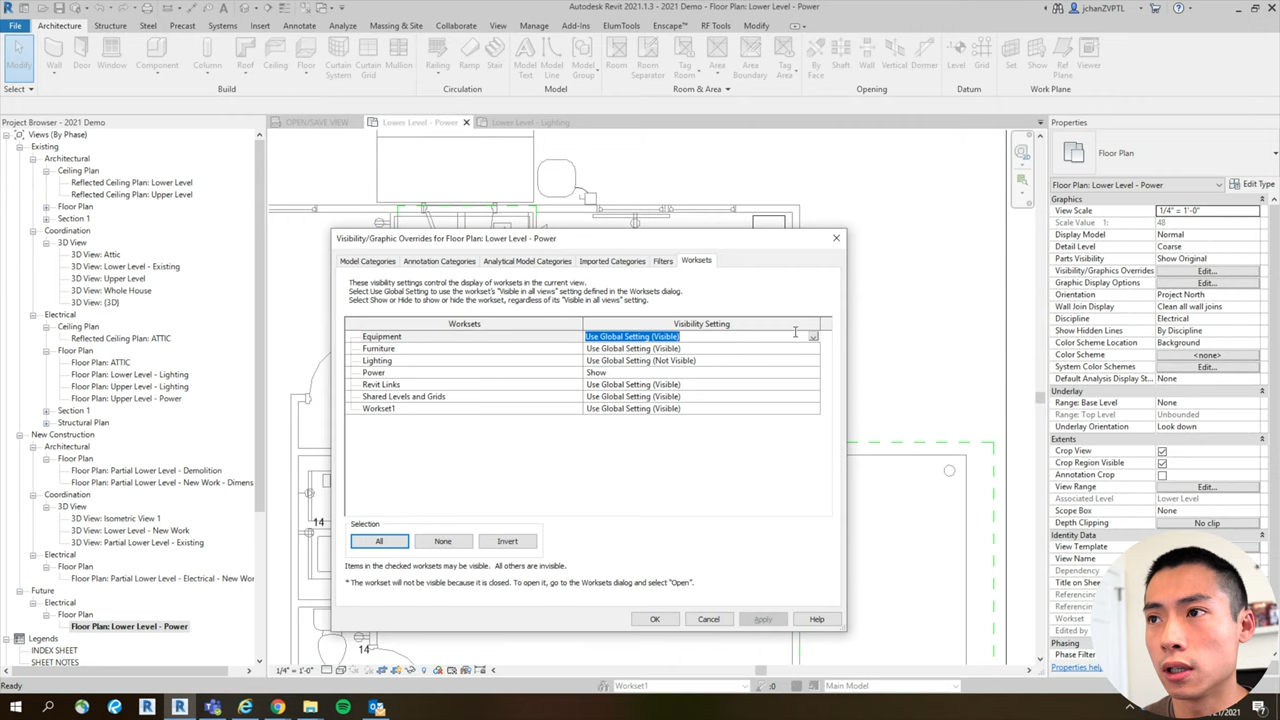 Autodesk Revit 2021.1.3 - 2021 Demo - Floor Plan: Lower Level - Power
jchanZVPTL
File Architecture Structure Steel Precast Systems Insert Annotate Analyze Massing & Site Collaborate View Manage Add-Ins ElumTools Enscape™ RF Tools Modify
Modify Wall Door Window Component Column Roof Ceiling Floor Curtain System Curtain Grid Mullion Railing Ramp Stair Model Text Model Line Model Group Room Room Separator Tag Room Area Area Boundary Tag Area By Face Shaft Wall Vertical Dormer Level Grid Set Show Ref Plane Viewer
Select Build Circulation Model Room & Area Opening Datum Work Plane
Project Browser - 2021 Demo
Views (By Phase)
Existing
Architectural
Ceiling Plan
Reflected Ceiling Plan: Lower Level
Reflected Ceiling Plan: Upper Level
Floor Plan
Section 1
Coordination
3D View
3D View: Attic
3D View: Lower Level - Existing
3D View: Upper Level
3D View: Whole House
3D View: {3D}
Electrical
Ceiling Plan
Reflected Ceiling Plan: ATTIC
Floor Plan
Floor Plan: ATTIC
Floor Plan: Upper Level - Lighting
Floor Plan: Upper Level - Power
Section 1
Structural Plan
New Construction
Architectural
Floor Plan
Floor Plan: Partial Lower Level - Demolition
Floor Plan: Partial Lower Level - New Work - Dimens
Coordination
3D View
3D View: Isometric View 1
3D View: Lower Level - New Work
3D View: Partial Lower Level - Existing
Electrical
Floor Plan
Floor Plan: Partial Lower Level - Electrical - New Wo
Future
Electrical
Floor Plan
Floor Plan: Lower Level - Power
Legends
INDEX SHEET
SHEET NOTES
OPEN/SAVE VIEW
Lower Level - Power
Lower Level - Lighting
Visibility/Graphic Overrides for Floor Plan: Lower Level - Power
Model Categories Annotation Categories Analytical Model Categories Imported Categories Filters Worksets
These visibility settings control the display of worksets in the current view.
Select Use Global Setting to use the workset's "Visible in all views" setting defined in the Worksets dialog.
Select Show or Hide to show or hide the workset, regardless of its "Visible in all views" setting.
Worksets Visibility Setting
Equipment Use Global Setting (Visible)
Furniture Use Global Setting (Visible)
Lighting Use Global Setting (Not Visible)
Power Show
Revit Links Use Global Setting (Visible)
Shared Levels and Grids Use Global Setting (Visible)
Workset1 Use Global Setting (Visible)
Selection
All None Invert
Items in the checked worksets may be visible. All others are invisible.
* The workset will not be visible because it is closed. To open it, go to the Worksets dialog and select "Open".
OK Cancel Apply Help
14
14
1/4" = 1'-0"
Properties
Floor Plan
Floor Plan: Lower Level - Power Edit Type
Graphics
View Scale 1/4" = 1'-0"
Scale Value 1: 48
Display Model Normal
Detail Level Coarse
Parts Visibility Show Original
Visibility/Graphics Overrides Edit...
Graphic Display Options Edit...
Orientation Project North
Wall Join Display Clean all wall joins
Discipline Electrical
Show Hidden Lines By Discipline
Color Scheme Location Background
Color Scheme <none>
System Color Schemes Edit...
Default Analysis Display St... None
Underlay
Range: Base Level None
Range: Top Level Unbounded
Underlay Orientation Look down
Extents
Crop View
Crop Region Visible
Annotation Crop
View Range Edit...
Associated Level Lower Level
Scope Box None
Depth Clipping No clip
Identity Data
View Template
View Name
Dependency
Title on Sheet
Referencing
Referencing
Workset
Edited by
Phasing
Phase Filter
Properties help
Ready
Workset1
:0
Main Model